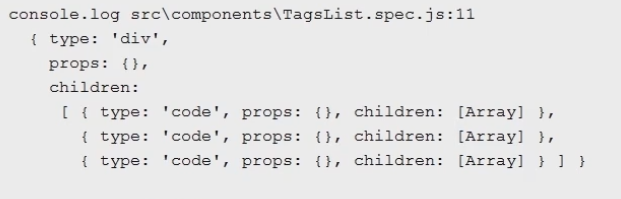 console.log src\components\TagsList.spec.js:11
{ type: 'div',
props: {},
children:
[ { type: 'code', props: {}, children: [Array] },
{ type: 'code', props: {}, children: [Array] },
{ type: 'code', props: {}, children: [Array] } ] }